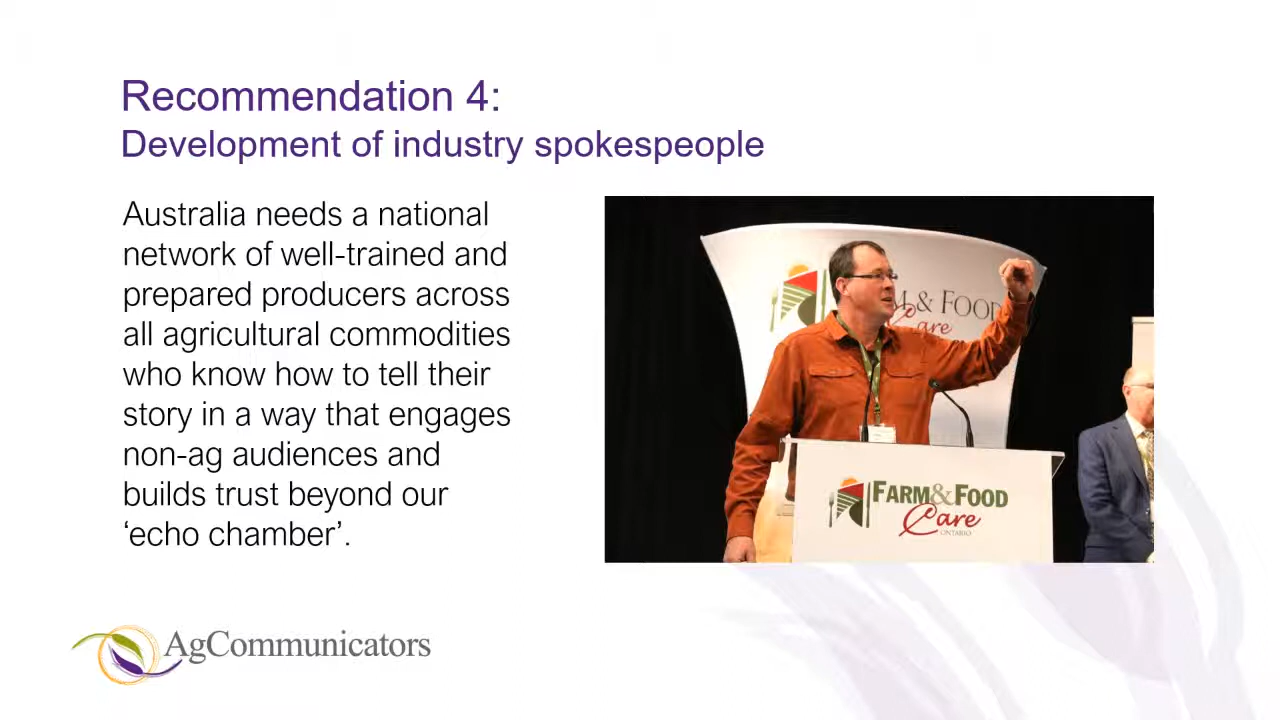 Recommendation 4:
Development of industry spokespeople
Australia needs a national
network of well-trained and
prepared producers across
all agricultural commodities
who know how to tell their
story in a way that engages
non-ag audiences and
builds trust beyond our
‘echo chamber’.
M & FOOD
Care
FARM&FOOD
Care
ONTARIO
AgCommunicators